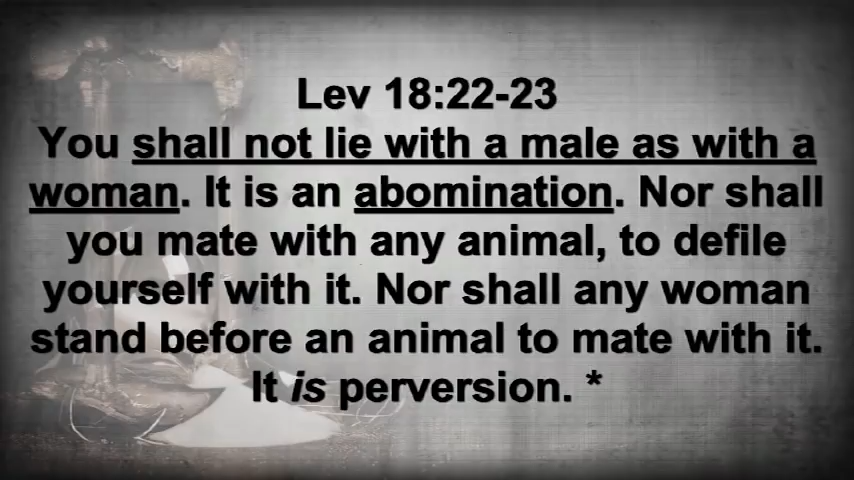 Lev 18:22-23
You shall not lie with a male as with a
woman. It is an abomination. Nor shall
you mate with any animal, to defile
yourself with it. Nor shall any woman
stand before an animal to mate with it.
It is perversion. *